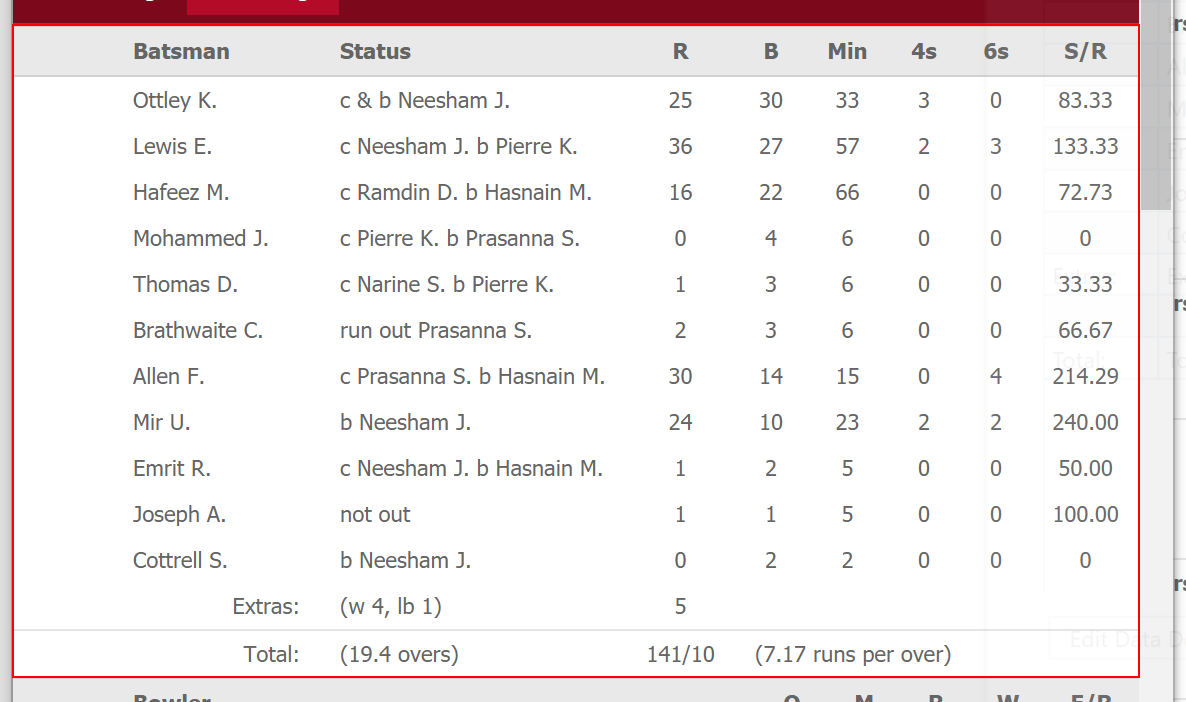 Batsman Status R B Min 4s 6s S/R
Ottley K. c & b Neesham J. 25 30 33 3 0 83.33
Lewis E. c Neesham J. b Pierre K. 36 27 57 2 3 133.33
Hafeez M. c Ramdin D. b Hasnain M. 16 22 66 0 0 72.73
Mohammed J. c Pierre K. b Prasanna S. 0 4 6 0 0 0
Thomas D. c Narine S. b Pierre K. 1 3 6 0 0 33.33
Brathwaite C. run out Prasanna S. 2 3 6 0 0 66.67
Allen F. c Prasanna S. b Hasnain M. 30 14 15 0 4 214.29
Mir U. b Neesham J. 24 10 23 2 2 240.00
Emrit R. c Neesham J. b Hasnain M. 1 2 5 0 0 50.00
Joseph A. not out 1 1 5 0 0 100.00
Cottrell S. b Neesham J. 0 2 2 0 0 0
Extras: (w 4, lb 1) 5
Total: (19.4 overs) 141/10 (7.17 runs per over)
Total:
Edit Data
Bowler O M R W E/R